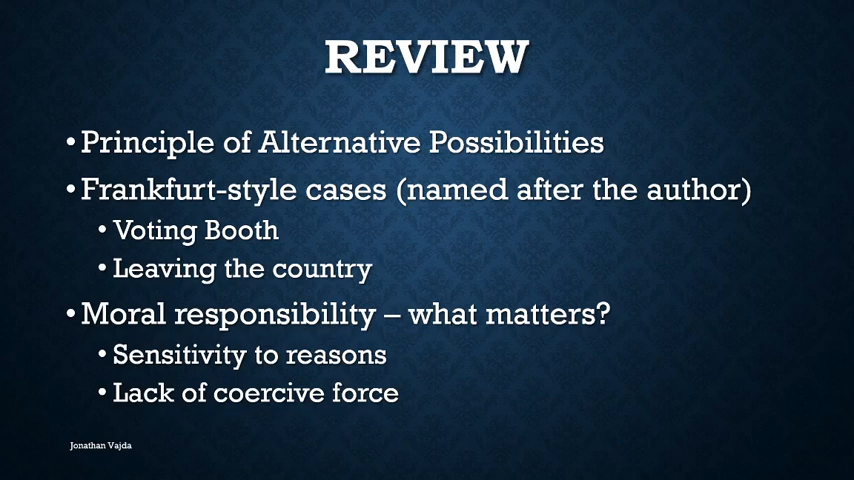 REVIEW
• Principle of Alternative Possibilities
• Frankfurt-style cases (named after the author)
• Voting Booth
• Leaving the country
• Moral responsibility – what matters?
• Sensitivity to reasons
• Lack of coercive force
Jonathan Vajda